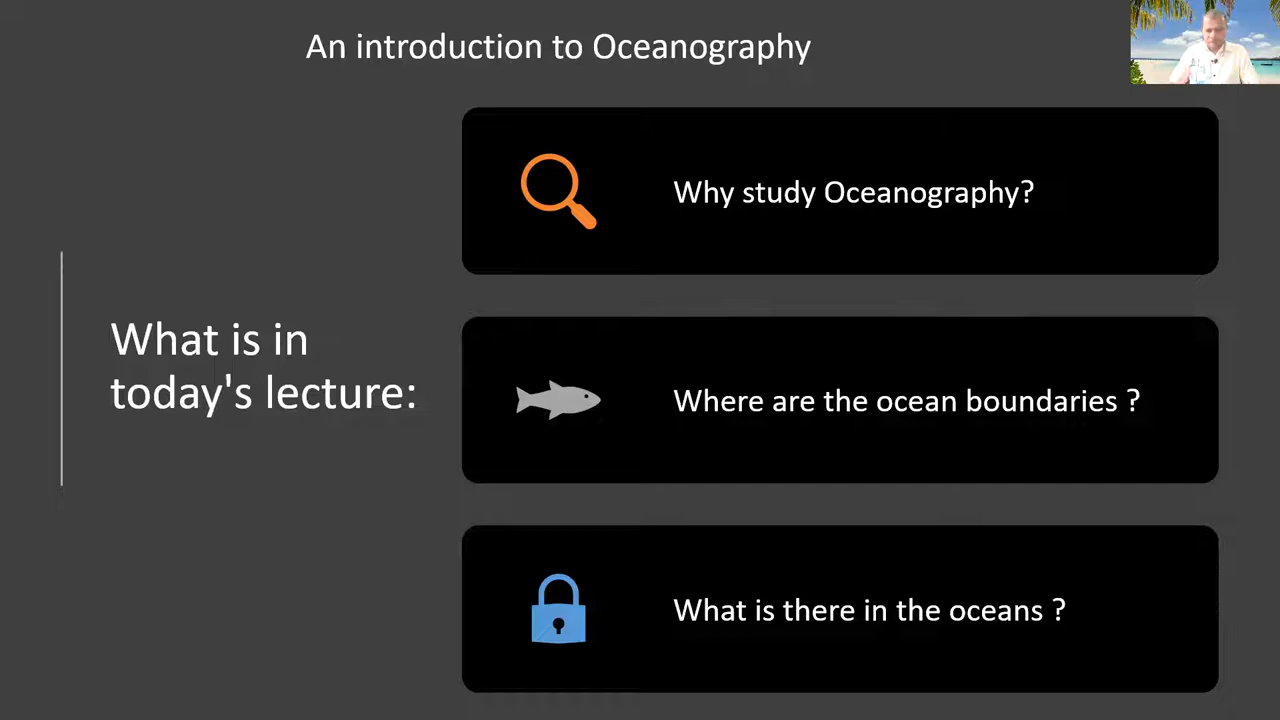 An introduction to Oceanography
What is in
today's lecture:
Why study Oceanography?
Where are the ocean boundaries ?
What is there in the oceans ?